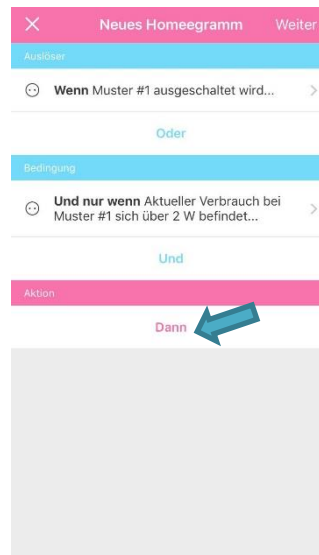 Neues Homeegramm Weiter
Auslöser
Wenn Muster #1 ausgeschaltet wird...
Oder
Bedingung
Und nur wenn Aktueller Verbrauch bei
Muster #1 sich über 2 W befindet...
Und
Aktion
Dann